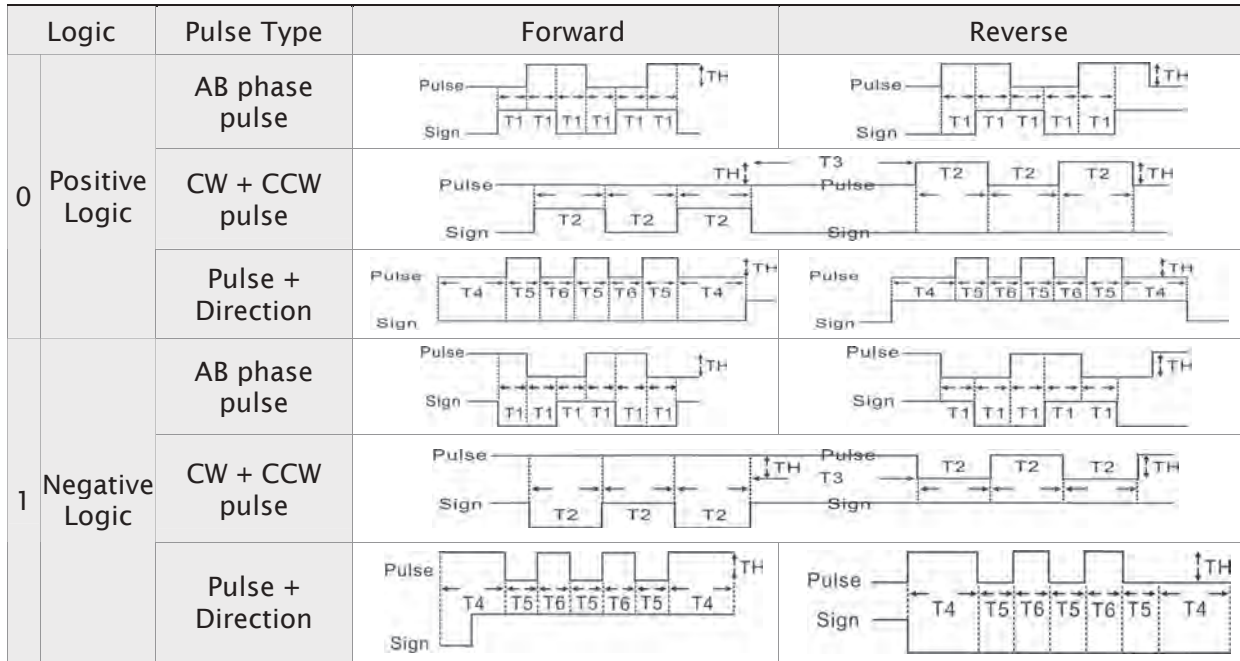 Logic Pulse Type Forward Reverse
0 Positive Logic
AB phase pulse
Pulse TH
T1 T1 T1 T1 T1 T1
Sign
Pulse TH
T1 T1 T1 T1 T1
Sign
CW + CCW pulse
Pulse TH T3 Pulse T2 T2 T2 TH
T2 T2 T2
Sign Sign
Pulse + Direction
Pulse TH
T4 T5 T6 T5 T6 T5 T4
Sign
Pulse TH
T4 T5 T6 T5 T6 T5 T4
Sign
1 Negative Logic
AB phase pulse
Pulse TH
Sign
T1 T1 T1 T1 T1 T1
Pulse TH
Sign
T1 T1 T1 T1 T1
CW + CCW pulse
Pulse TH Pulse
T3 T2 T2 T2 TH
Sign Sign
T2 T2 T2
Pulse + Direction
Pulse TH
T4 T5 T6 T5 T6 T5 T4
Sign
Pulse TH
T4 T5 T6 T5 T6 T5 T4
Sign